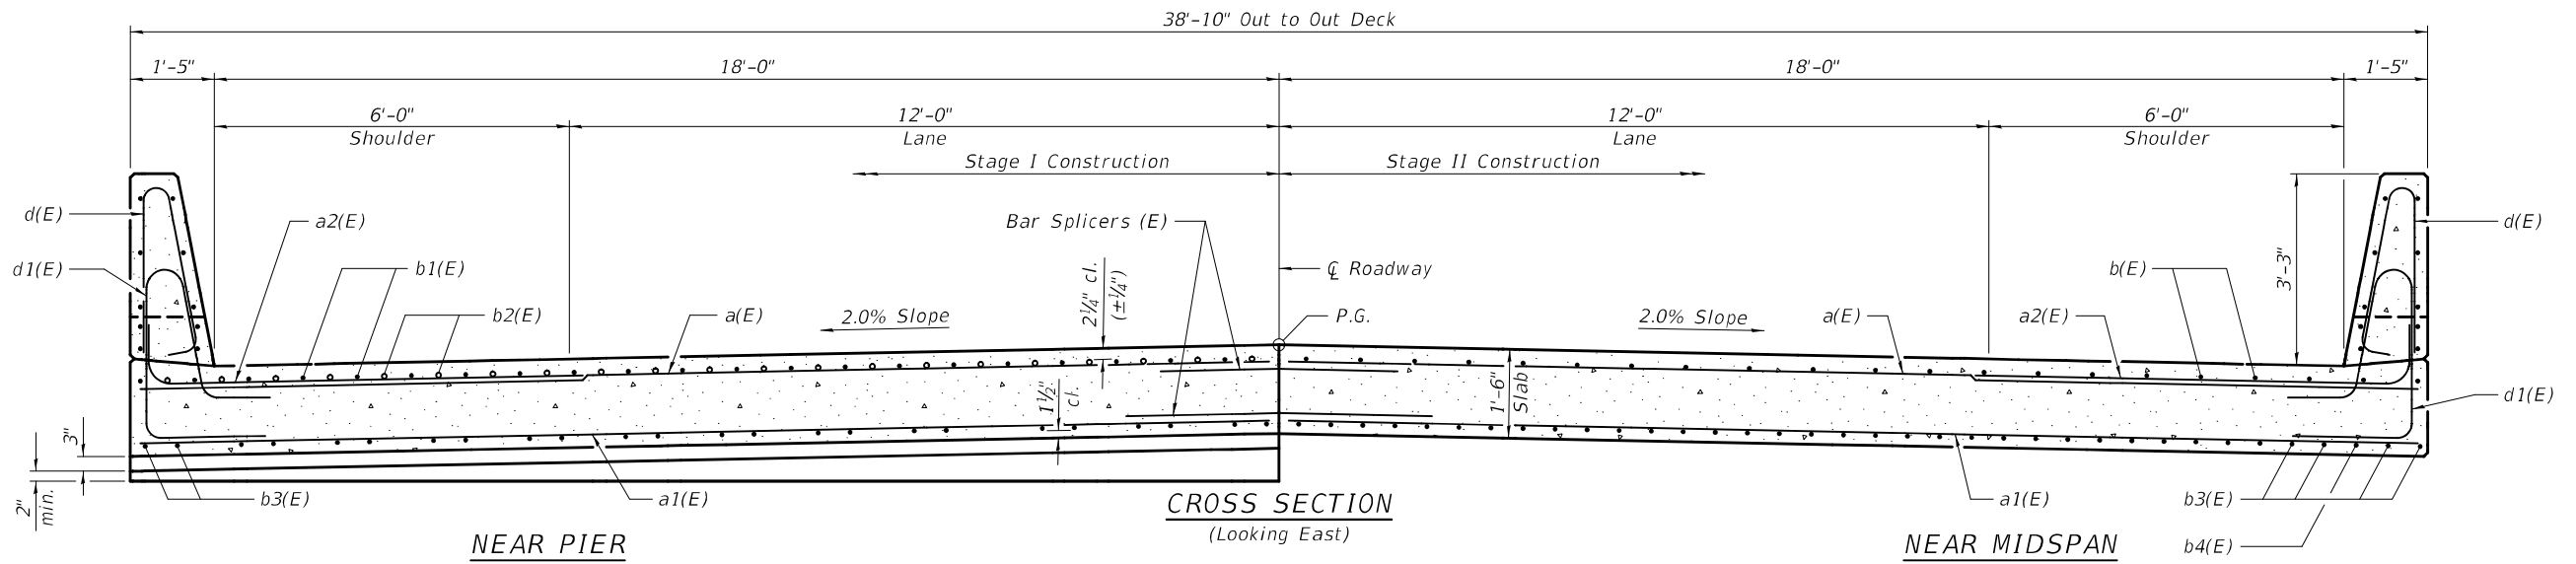 38'-10" Out to Out Deck
1'-5"
18'-0"
18'-0"
1'-5"
6'-0"
Shoulder
12'-0"
Lane
12'-0"
Lane
6'-0"
Shoulder
Stage I Construction
Stage II Construction
d(E)
a2(E)
Bar Splicers (E)
d(E)
d1(E)
b1(E)
2¼" cl.
(±¼")
℄ Roadway
b(E)
3'-3"
b2(E)
a(E)
2.0% Slope
P.G.
2.0% Slope
a(E)
a2(E)
1½"
cl.
1'-6"
Slab
d1(E)
3"
2"
min.
b3(E)
a1(E)
CROSS SECTION
(Looking East)
a1(E)
b3(E)
b4(E)
NEAR PIER
NEAR MIDSPAN